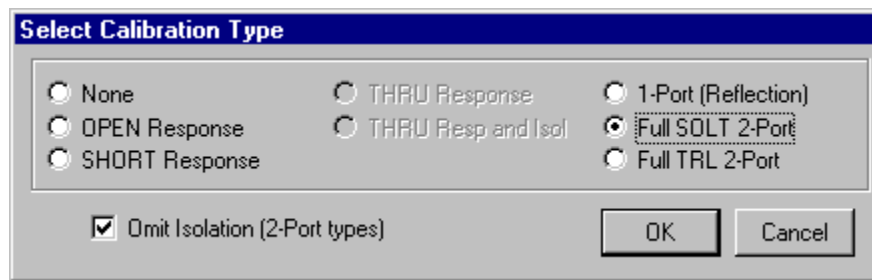 Select Calibration Type
None
OPEN Response
SHORT Response
THRU Response
THRU Resp and Isol
1-Port (Reflection)
Full SOLT 2-Port
Full TRL 2-Port
Omit Isolation (2-Port types)
OK
Cancel